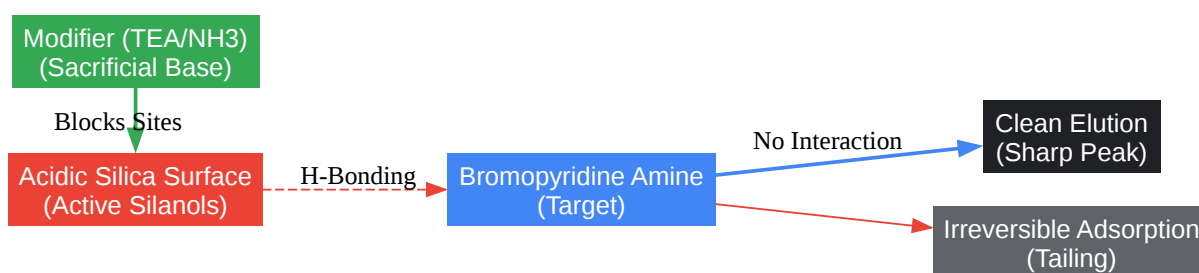 Modifier (TEA/NH3)
(Sacrificial Base)
Blocks Sites
Acidic Silica Surface
(Active Silanols)
H-Bonding
Bromopyridine Amine
(Target)
No Interaction
Clean Elution
(Sharp Peak)
Irreversible Adsorption
(Tailing)